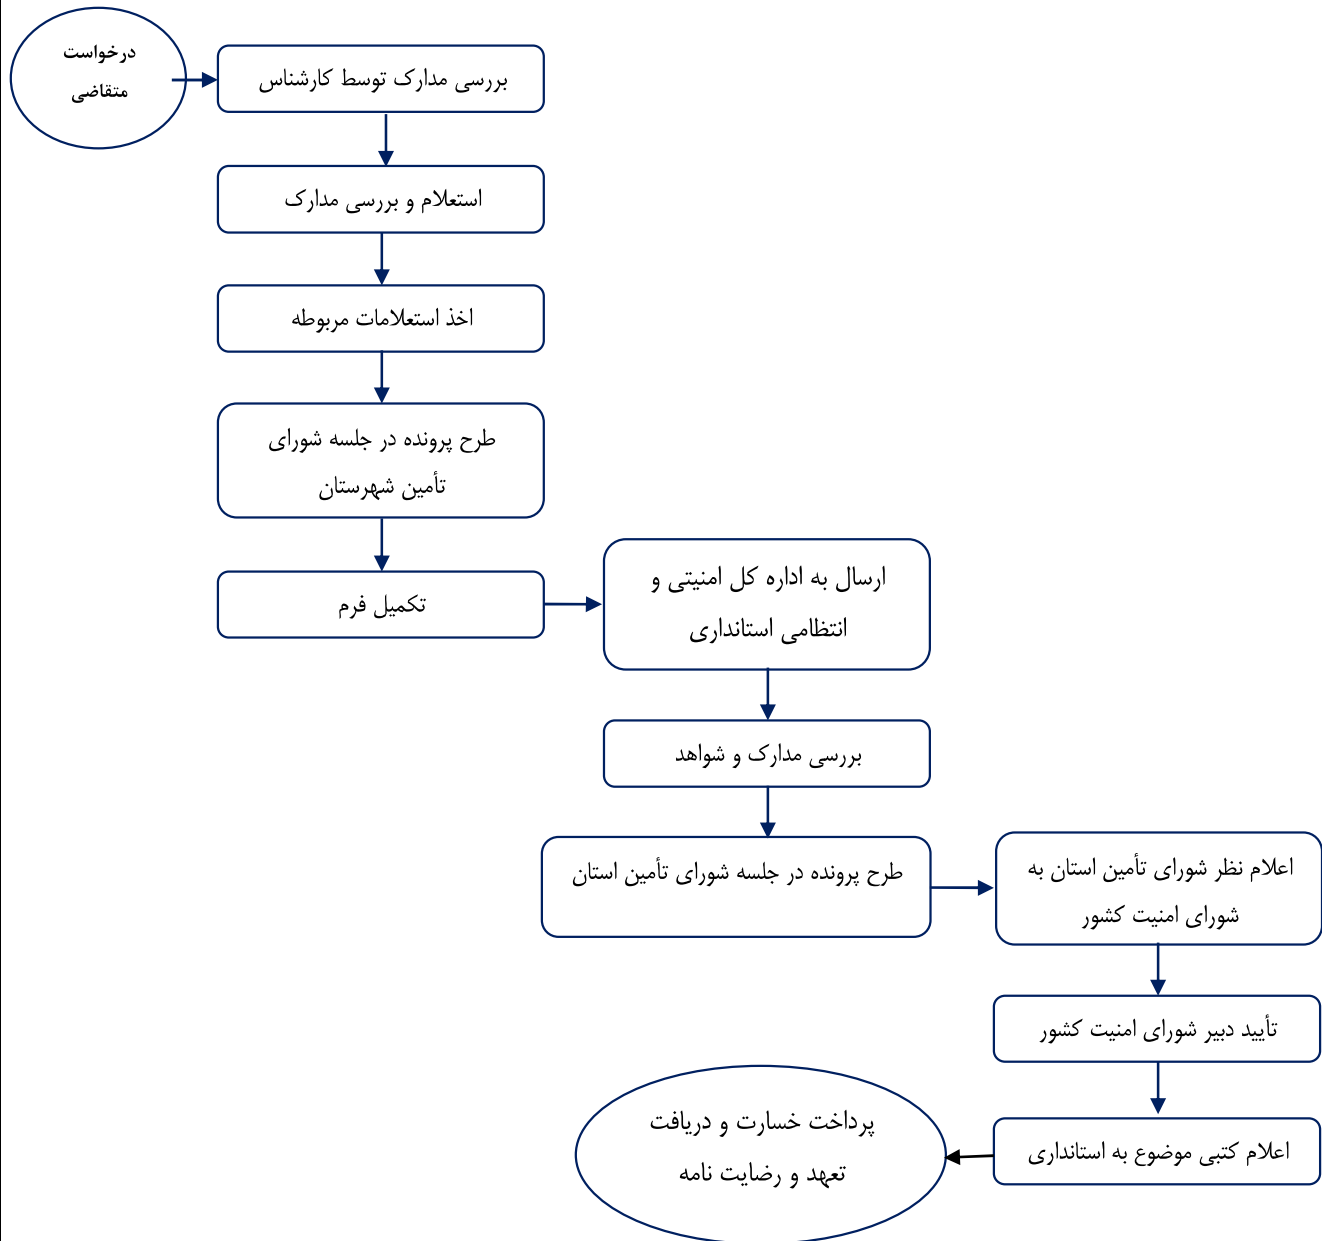 درخواست
متقاضی
بررسی مدارک توسط کارشناس
استعلام و بررسی مدارک
اخذ استعلامات مربوطه
طرح پرونده در جلسه شورای
تأمین شهرستان
تکمیل فرم
ارسال به اداره کل امنیتی و
انتظامی استانداری
بررسی مدارک و شواهد
طرح پرونده در جلسه شورای تأمین استان
اعلام نظر شورای تأمین استان به
شورای امنیت کشور
تأیید دبیر شورای امنیت کشور
اعلام کتبی موضوع به استانداری
پرداخت خسارت و دریافت
تعهد و رضایت نامه